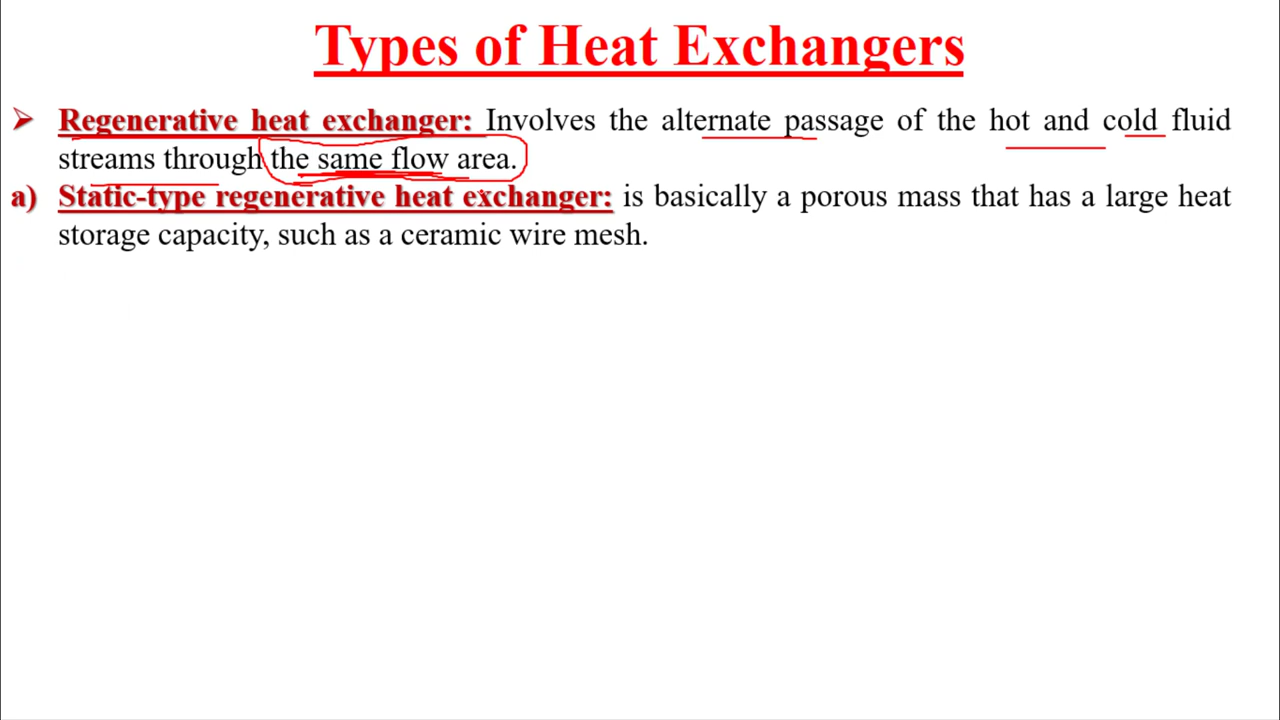 Types of Heat Exchangers
➢ Regenerative heat exchanger: Involves the alternate passage of the hot and cold fluid
streams through the same flow area.
a) Static-type regenerative heat exchanger: is basically a porous mass that has a large heat
storage capacity, such as a ceramic wire mesh.